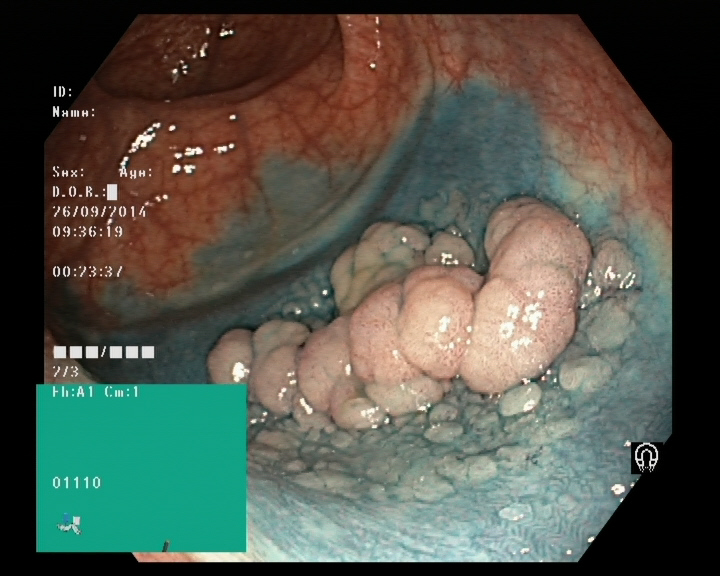 ID:
Name:
Sex: Age:
D.O.B.:
26/09/2014
09:36:19
00:23:37
■■■/■■■
2/3
Eh:A1 Cm:1
01110